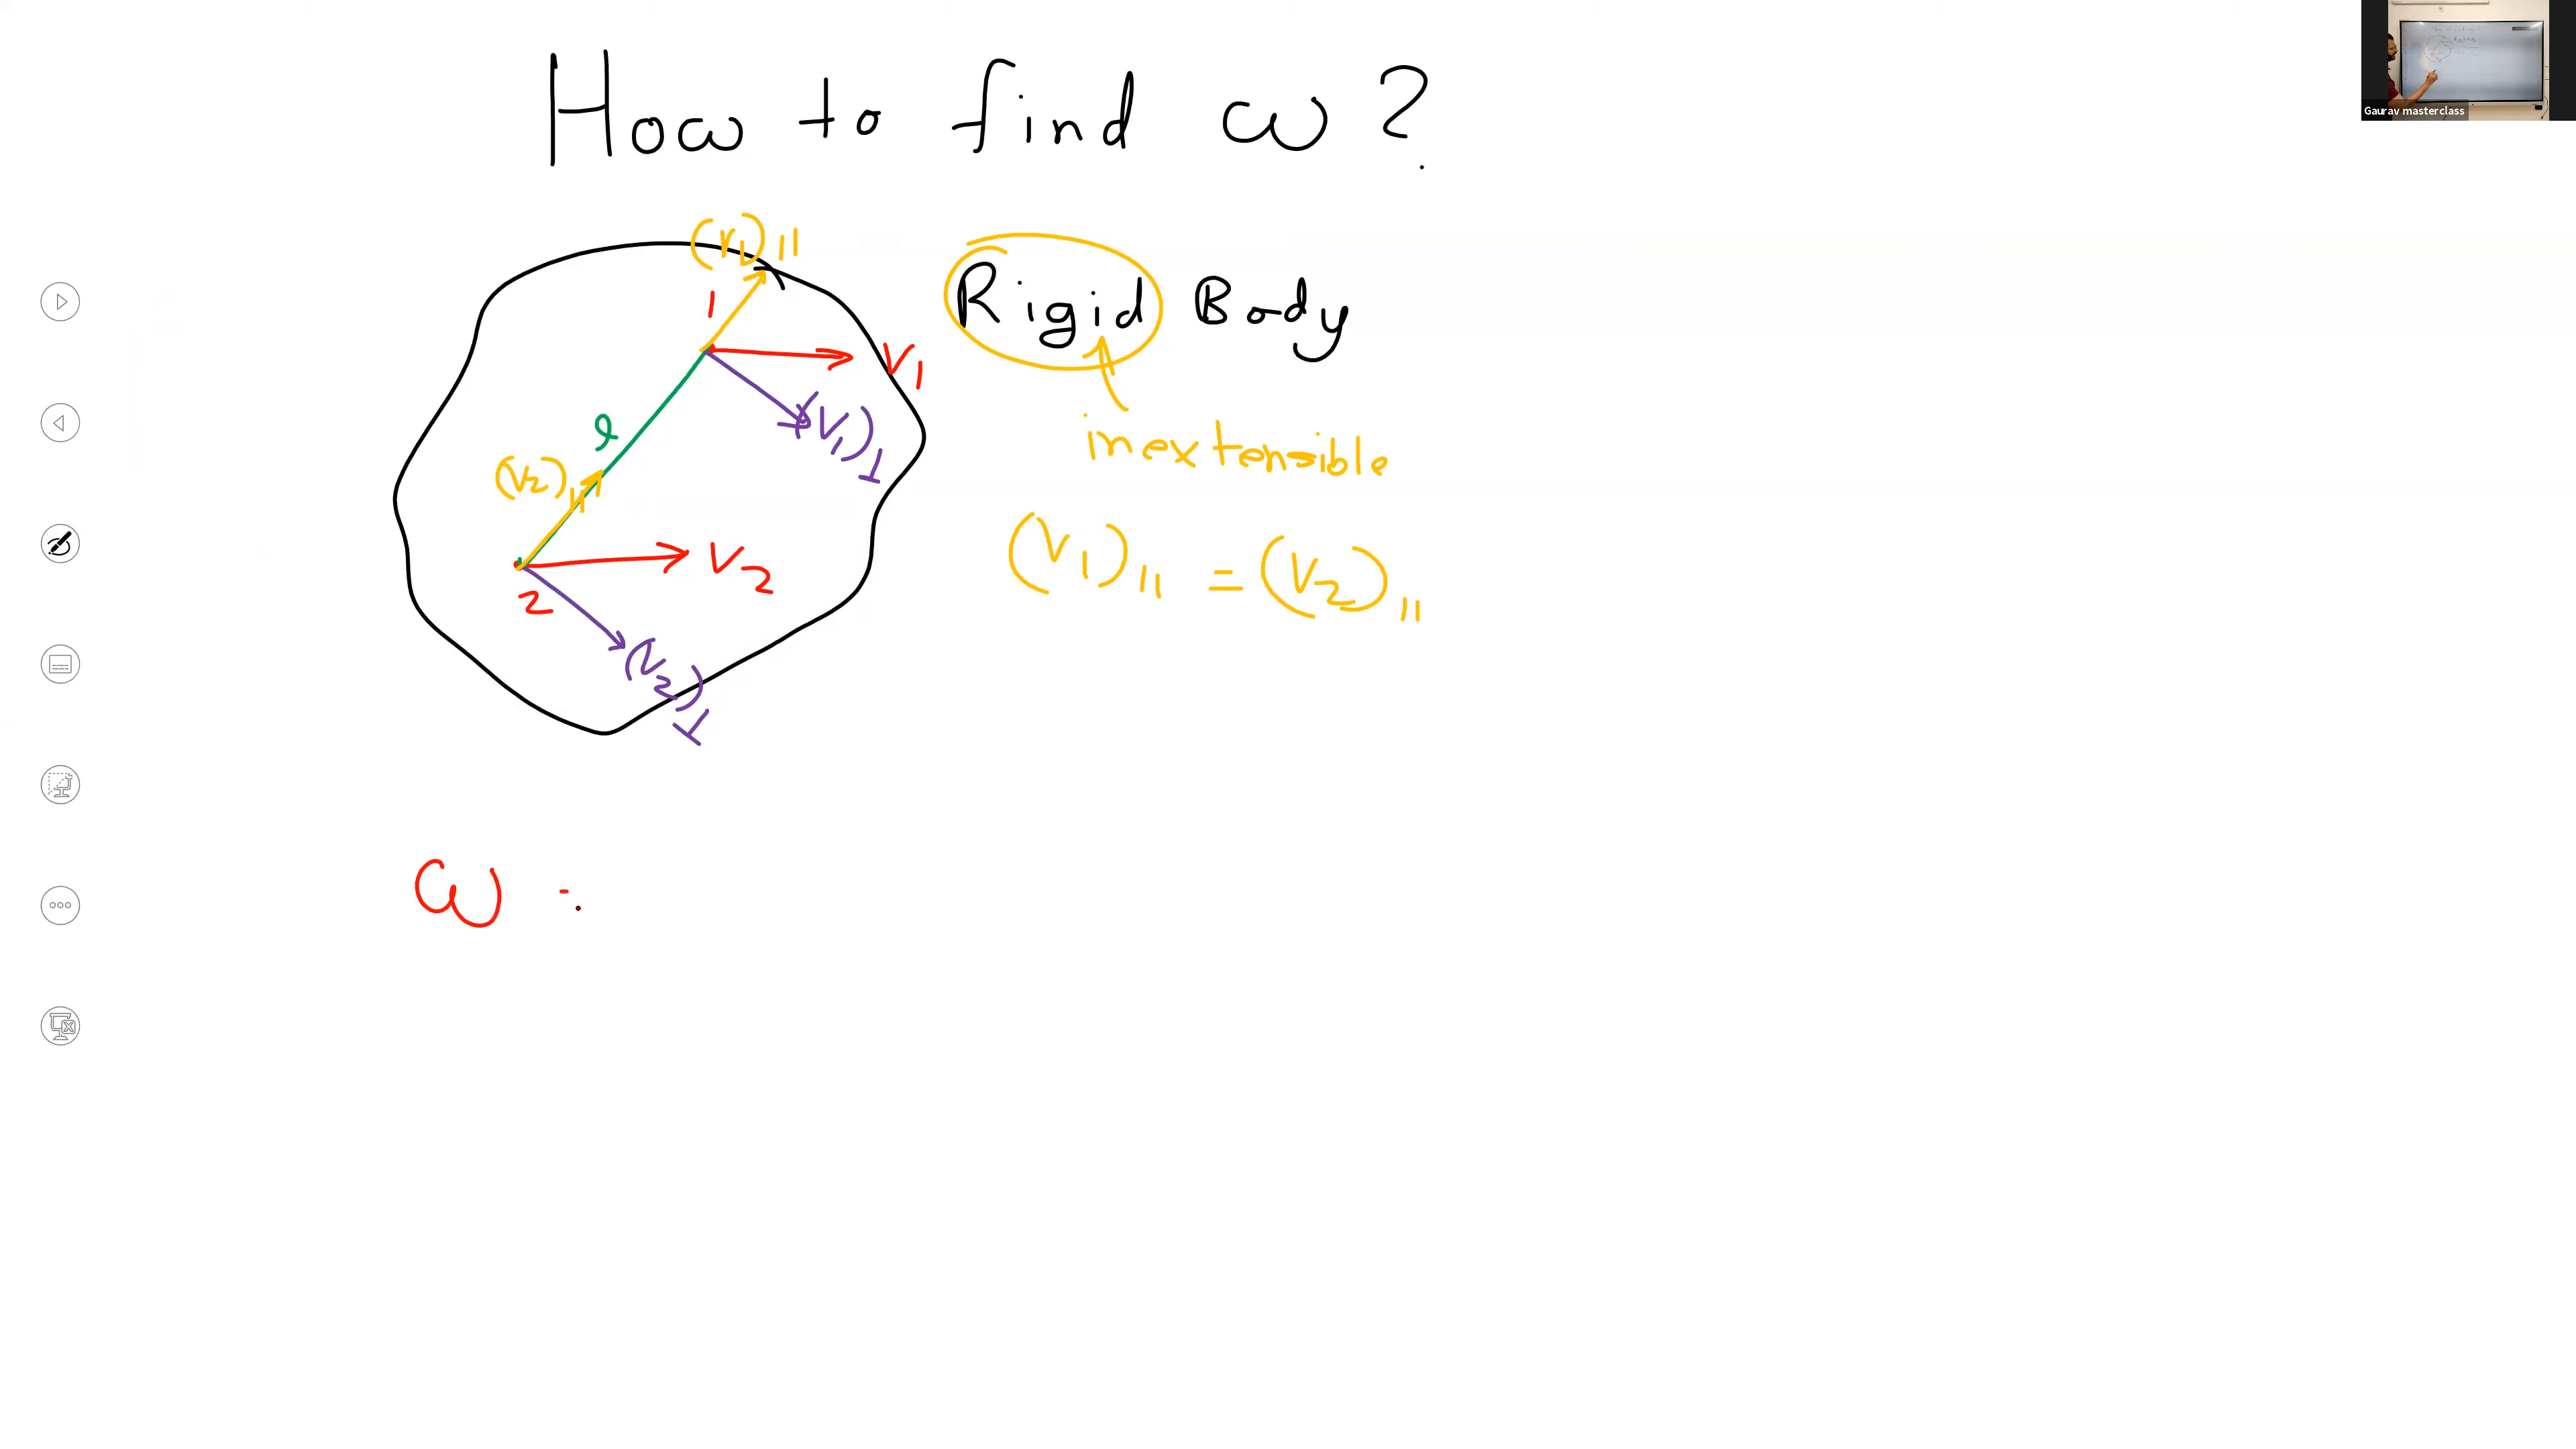 How to find ω ?
Gaurav masterclass
(V₁) ||
1
Rigid Body
V₁
(V₁)⊥
r
inextensible
(V₂) ||
V₂
2
(V₁) || = (V₂) ||
(V₂)⊥
ω =